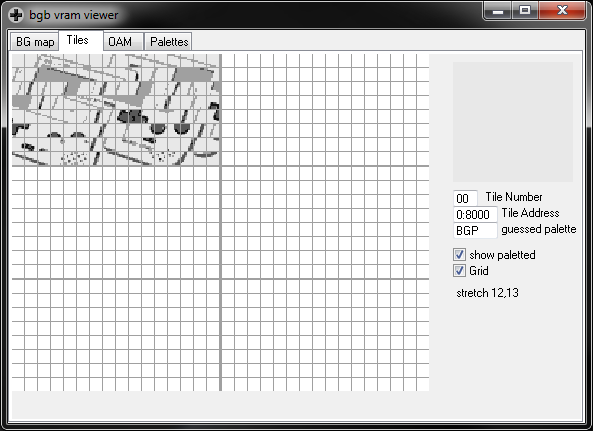 bgb vram viewer
BG map Tiles OAM Palettes
00 Tile Number
0:8000 Tile Address
BGP guessed palette
show paletted
Grid
stretch 12,13